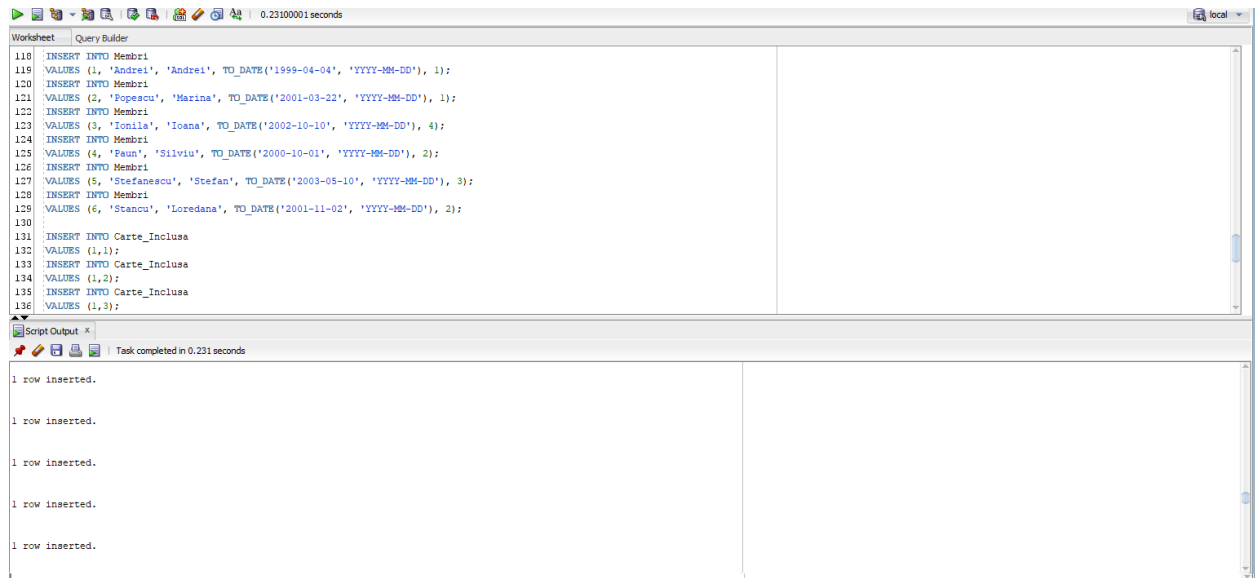 0.23100001 seconds
local
Worksheet Query Builder
118 INSERT INTO Membri
119 VALUES (1, 'Andrei', 'Andrei', TO_DATE('1999-04-04', 'YYYY-MM-DD'), 1);
120 INSERT INTO Membri
121 VALUES (2, 'Popescu', 'Marina', TO_DATE('2001-03-22', 'YYYY-MM-DD'), 1);
122 INSERT INTO Membri
123 VALUES (3, 'Ionila', 'Ioana', TO_DATE('2002-10-10', 'YYYY-MM-DD'), 4);
124 INSERT INTO Membri
125 VALUES (4, 'Paun', 'Silviu', TO_DATE('2000-10-01', 'YYYY-MM-DD'), 2);
126 INSERT INTO Membri
127 VALUES (5, 'Stefanescu', 'Stefan', TO_DATE('2003-05-10', 'YYYY-MM-DD'), 3);
128 INSERT INTO Membri
129 VALUES (6, 'Stancu', 'Loredana', TO_DATE('2001-11-02', 'YYYY-MM-DD'), 2);
130
131 INSERT INTO Carte_Inclusa
132 VALUES (1,1);
133 INSERT INTO Carte_Inclusa
134 VALUES (1,2);
135 INSERT INTO Carte_Inclusa
136 VALUES (1,3);
Script Output x
Task completed in 0.231 seconds
1 row inserted.
1 row inserted.
1 row inserted.
1 row inserted.
1 row inserted.